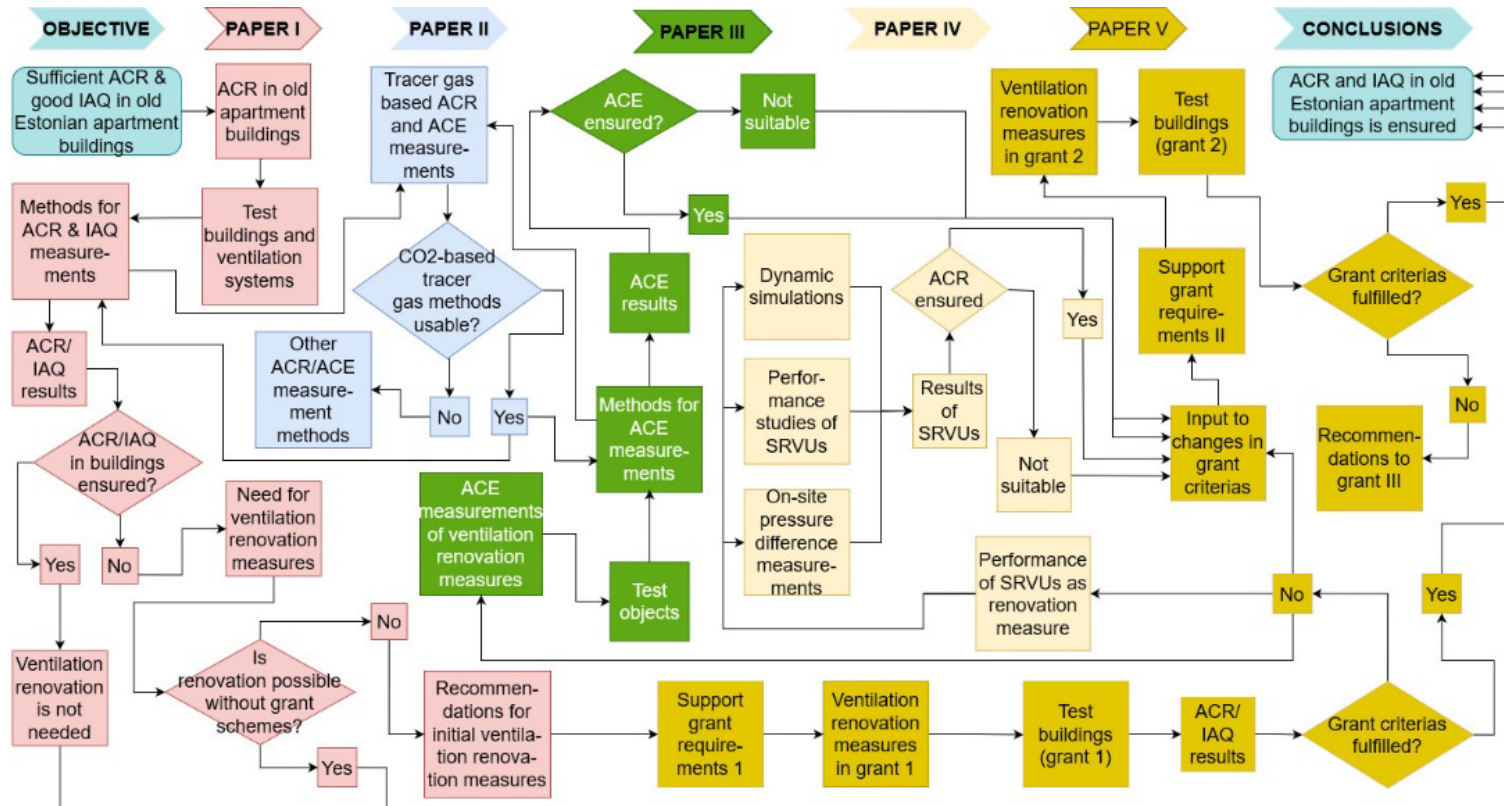 OBJECTIVE
PAPER I
PAPER II
PAPER III
PAPER IV
PAPER V
CONCLUSIONS
Sufficient ACR &
good IAQ in old
Estonian apartment
buildings
ACR in old
apartment
buildings
Test
buildings and
ventilation
systems
Methods for
ACR & IAQ
measure-
ments
ACR/
IAQ
results
ACR/IAQ
in buildings
ensured?
Yes
No
Need for
ventilation
renovation
measures
Ventilation
renovation
is not
needed
Is
renovation possible
without grant
schemes?
No
Yes
Recommen-
dations for
initial ventila-
tion renovation
measures
Tracer gas
based ACR
and ACE
measure-
ments
CO2-based
tracer
gas methods
usable?
Other
ACR/ACE
measure-
ment
methods
No
Yes
ACE
ensured?
Not
suitable
Yes
ACE
results
Methods for
ACE
measure-
ments
ACE
measurements
of ventilation
renovation
measures
Test
objects
Dynamic
simulations
Perfor-
mance
studies of
SRVUs
On-site
pressure
difference
measure-
ments
ACR
ensured
Yes
Results
of
SRVUs
Not
suitable
Performance
of SRVUs as
renovation
measure
Ventilation
renovation
measures
in grant 2
Test
buildings
(grant 2)
Support
grant
require-
ments II
Input to
changes in
grant
criterias
Grant criterias
fulfilled?
Yes
No
Recommen-
dations to
grant III
No
Yes
Support
grant
require-
ments 1
Ventilation
renovation
measures
in grant 1
Test
buildings
(grant 1)
ACR/
IAQ
results
Grant criterias
fulfilled?
ACR and IAQ in old
Estonian apartment
buildings is ensured